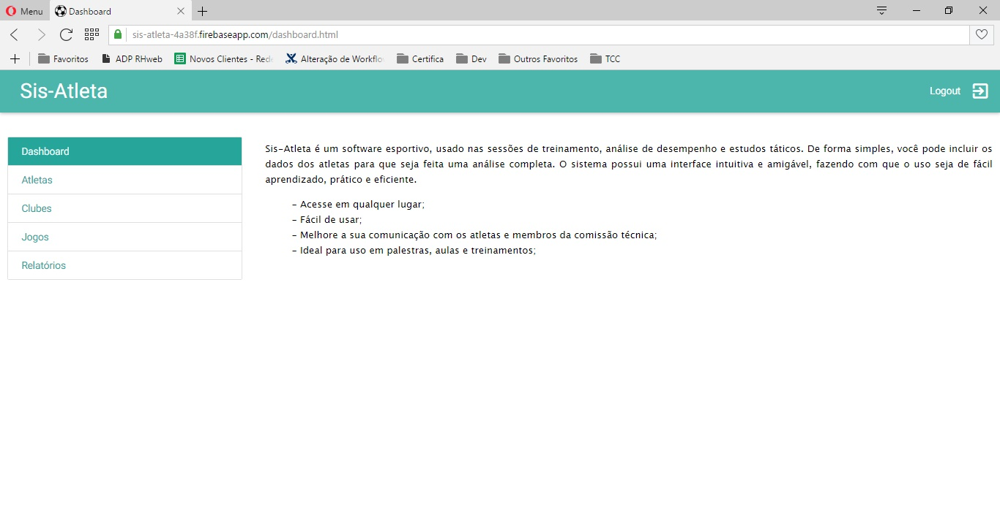 Menu
Dashboard
sis-atleta-4a38f.firebaseapp.com/dashboard.html
Favoritos
ADP RHweb
Novos Clientes - Rede
Alteração de Workflo
Certifica
Dev
Outros Favoritos
TCC
Sis-Atleta
Logout
Dashboard
Atletas
Clubes
Jogos
Relatórios
Sis-Atleta é um software esportivo, usado nas sessões de treinamento, análise de desempenho e estudos táticos. De forma simples, você pode incluir os
dados dos atletas para que seja feita uma análise completa. O sistema possui uma interface intuitiva e amigável, fazendo com que o uso seja de fácil
aprendizado, prático e eficiente.
- Acesse em qualquer lugar;
- Fácil de usar;
- Melhore a sua comunicação com os atletas e membros da comissão técnica;
- Ideal para uso em palestras, aulas e treinamentos;